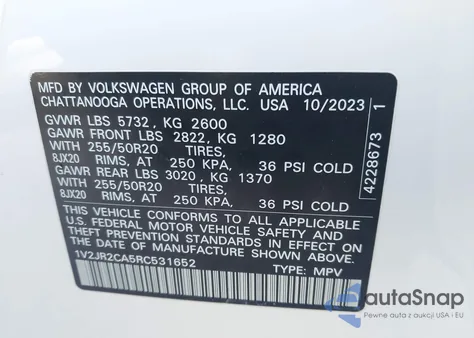 MFD BY VOLKSWAGEN GROUP OF AMERICA
CHATTANOOGA OPERATIONS, LLC. USA 10/2023
GVWR LBS 5732 , KG 2600
GAWR FRONT LBS 2822, KG 1280
WITH 255/50R20 TIRES,
8JX20 RIMS, AT 250 KPA, 36 PSI COLD
GAWR REAR LBS 3020 , KG 1370
WITH 255/50R20 TIRES,
8JX20 RIMS, AT 250 KPA, 36 PSI COLD
THIS VEHICLE CONFORMS TO ALL APPLICABLE
U.S. FEDERAL MOTOR VEHICLE SAFETY AND
THEFT PREVENTION STANDARDS IN EFFECT ON
THE DATE OF MANUFACTURE SHOWN ABOVE.
1V2JR2CA5RC531652 TYPE: MPV
4228673 1
autaSnap
Pewne auta z aukcji USA i EU